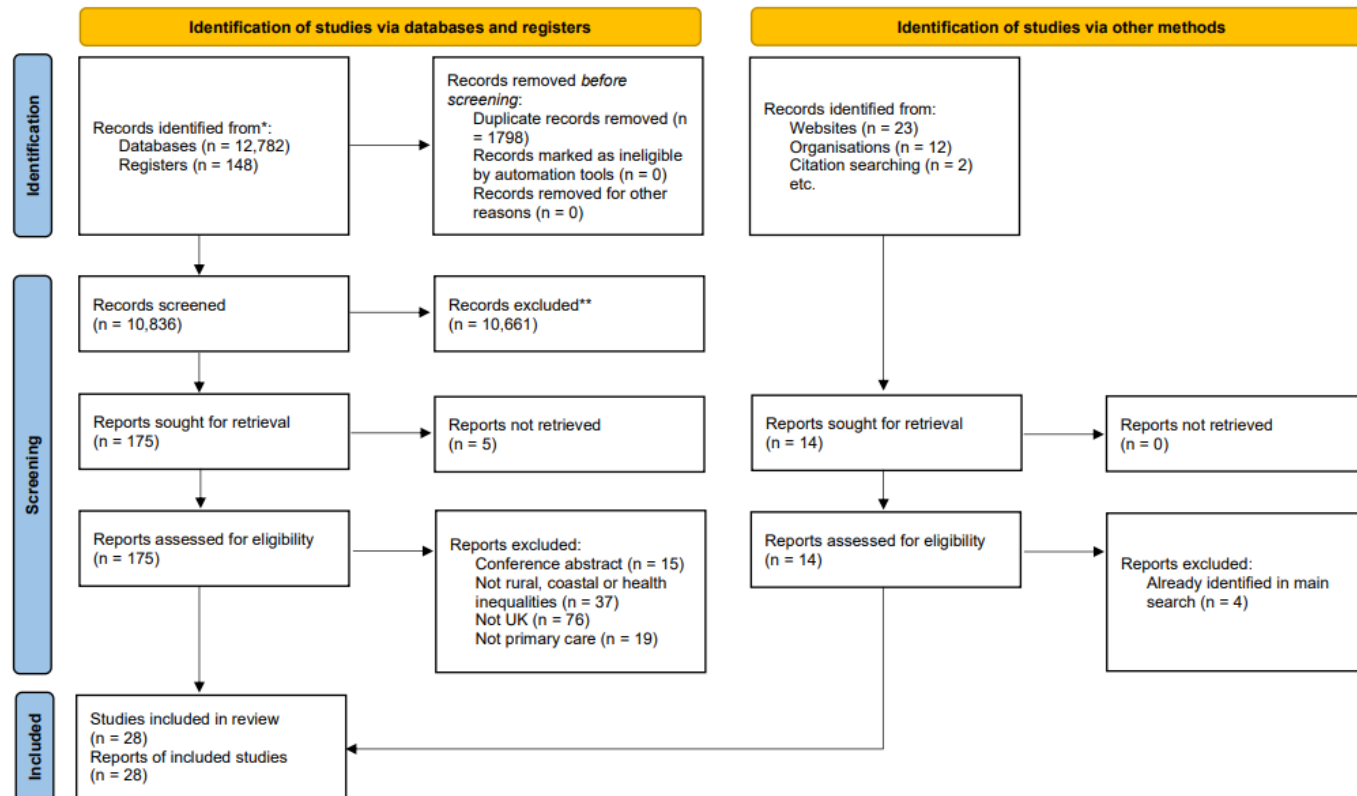 Identification of studies via databases and registers
Identification of studies via other methods
Identification
Records identified from*:
Databases (n = 12,782)
Registers (n = 148)
Records removed before
screening:
Duplicate records removed (n
= 1798)
Records marked as ineligible
by automation tools (n = 0)
Records removed for other
reasons (n = 0)
Records identified from:
Websites (n = 23)
Organisations (n = 12)
Citation searching (n = 2)
etc.
Screening
Records screened
(n = 10,836)
Records excluded**
(n = 10,661)
Reports sought for retrieval
(n = 175)
Reports not retrieved
(n = 5)
Reports sought for retrieval
(n = 14)
Reports not retrieved
(n = 0)
Reports assessed for eligibility
(n = 175)
Reports excluded:
Conference abstract (n = 15)
Not rural, coastal or health
inequalities (n = 37)
Not UK (n = 76)
Not primary care (n = 19)
Reports assessed for eligibility
(n = 14)
Reports excluded:
Already identified in main
search (n = 4)
Included
Studies included in review
(n = 28)
Reports of included studies
(n = 28)